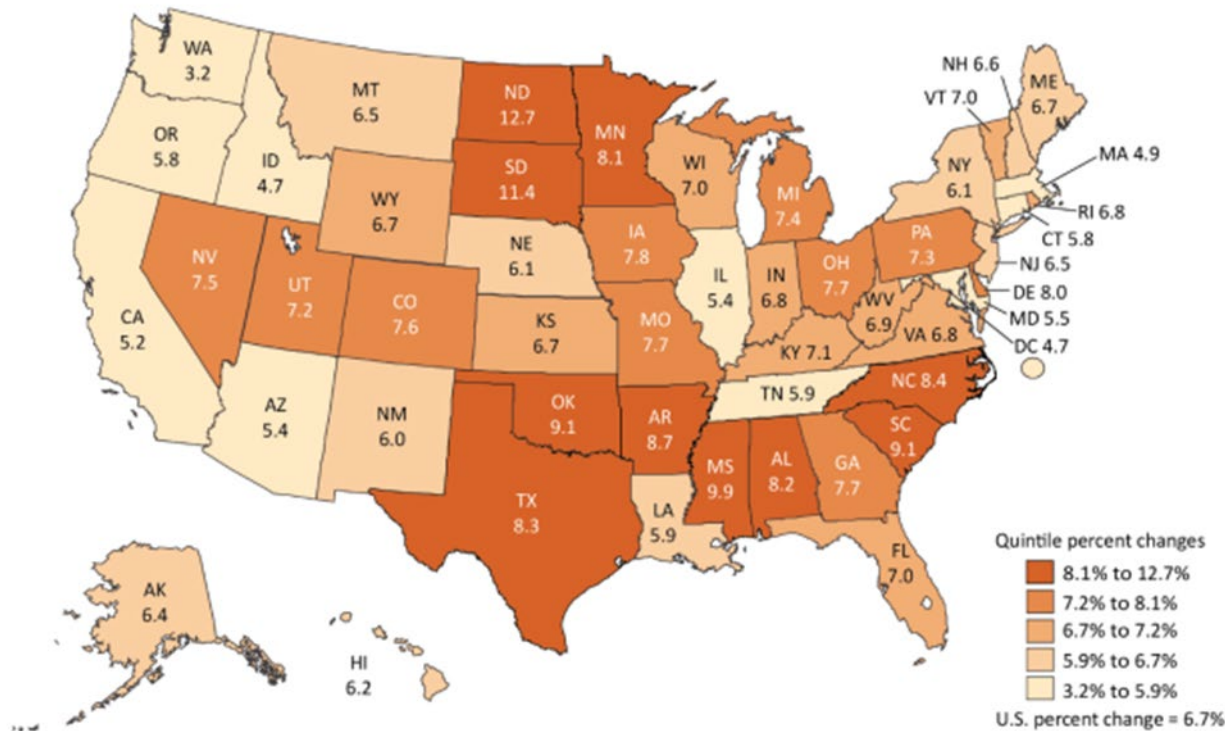 WA
3.2
MT
6.5
ND
12.7
MN
8.1
NH 6.6
VT 7.0
ME
6.7
OR
5.8
ID
4.7
SD
11.4
WI
7.0
MA 4.9
WY
6.7
MI
7.4
NY
6.1
RI 6.8
CT 5.8
NJ 6.5
DE 8.0
MD 5.5
DC 4.7
NV
7.5
UT
7.2
CO
7.6
NE
6.1
IA
7.8
IL
5.4
IN
6.8
OH
7.7
PA
7.3
WV
6.9
VA 6.8
CA
5.2
KS
6.7
MO
7.7
KY 7.1
AZ
5.4
NM
6.0
OK
9.1
AR
8.7
TN 5.9
NC 8.4
SC
9.1
TX
8.3
LA
5.9
MS
9.9
AL
8.2
GA
7.7
FL
7.0
AK
6.4
HI
6.2
Quintile percent changes
8.1% to 12.7%
7.2% to 8.1%
6.7% to 7.2%
5.9% to 6.7%
3.2% to 5.9%
U.S. percent change = 6.7%